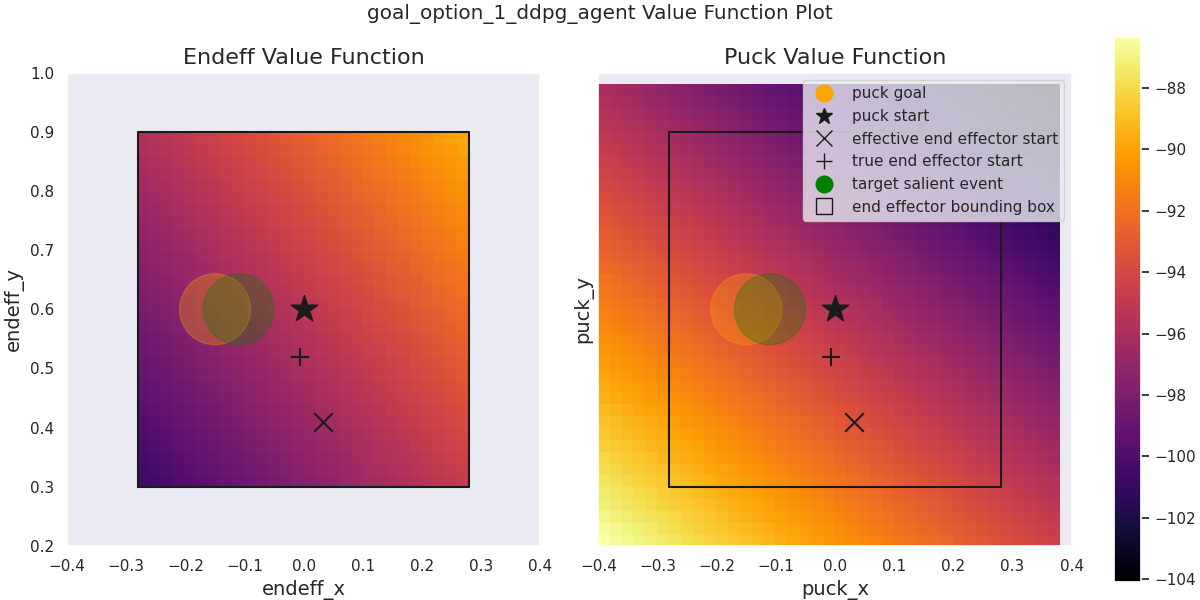 goal_option_1_ddpg_agent Value Function Plot
Endeff Value Function
1.0
0.9
0.8
0.7
0.6
0.5
0.4
0.3
0.2
endeff_y
−0.4 −0.3 −0.2 −0.1 0.0 0.1 0.2 0.3 0.4
endeff_x
Puck Value Function
puck goal
puck start
effective end effector start
true end effector start
target salient event
end effector bounding box
puck_y
−0.4 −0.3 −0.2 −0.1 0.0 0.1 0.2 0.3 0.4
puck_x
−88
−90
−92
−94
−96
−98
−100
−102
−104